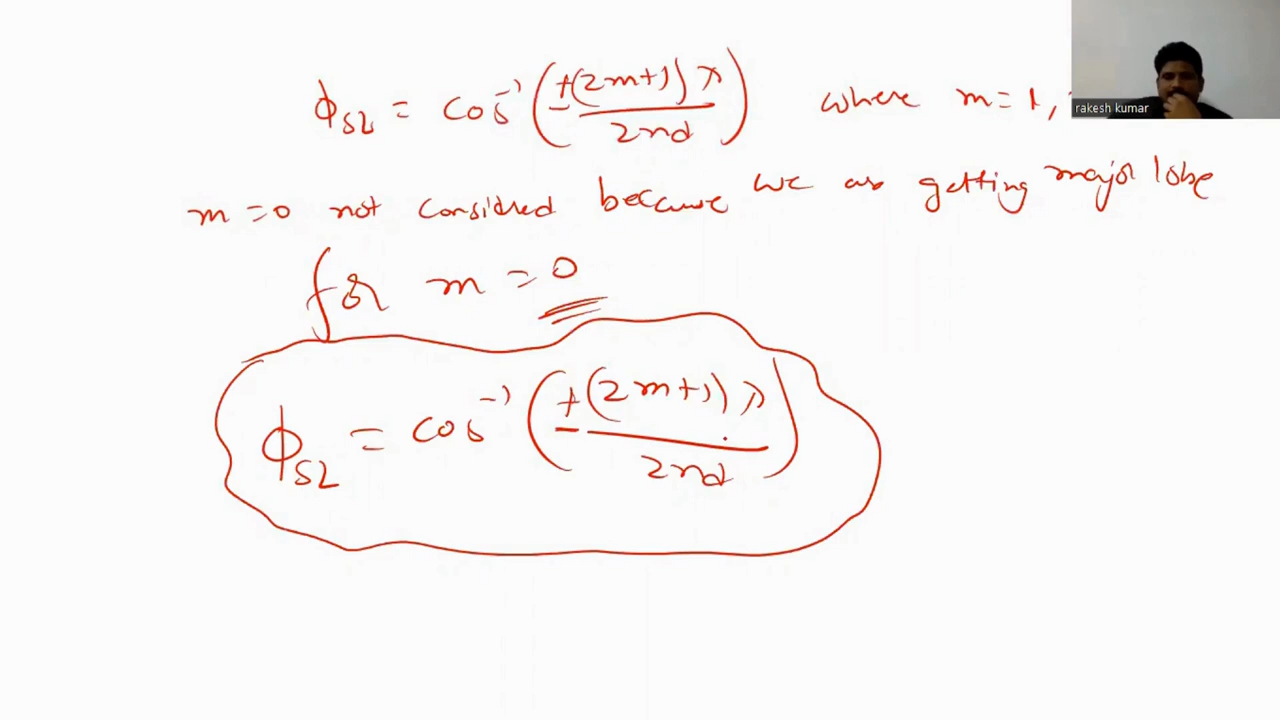 ϕSL = cos⁻¹ (±(2m+1)λ / 2nd) where m=1,
rakesh kumar
m=0 not considred because we are getting major lobe
for m=0
ϕSL = cos⁻¹ (±(2m+1)λ / 2nd)